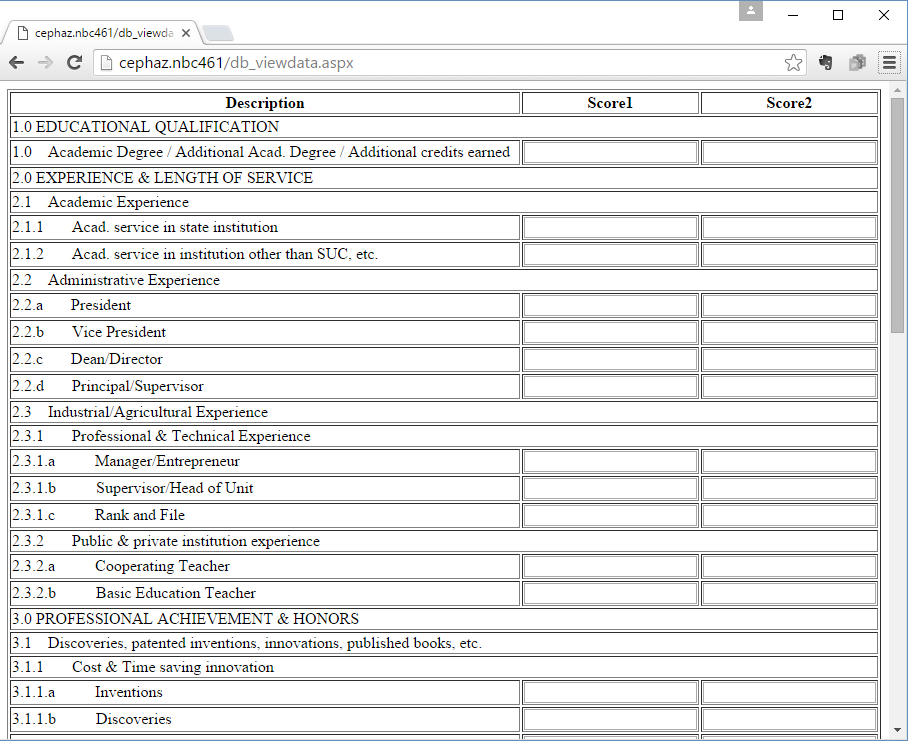 cephaz.nbc461/db_viewda
cephaz.nbc461/db_viewdata.aspx
Description Score1 Score2
1.0 EDUCATIONAL QUALIFICATION
1.0 Academic Degree / Additional Acad. Degree / Additional credits earned
2.0 EXPERIENCE & LENGTH OF SERVICE
2.1 Academic Experience
2.1.1 Acad. service in state institution
2.1.2 Acad. service in institution other than SUC, etc.
2.2 Administrative Experience
2.2.a President
2.2.b Vice President
2.2.c Dean/Director
2.2.d Principal/Supervisor
2.3 Industrial/Agricultural Experience
2.3.1 Professional & Technical Experience
2.3.1.a Manager/Entrepreneur
2.3.1.b Supervisor/Head of Unit
2.3.1.c Rank and File
2.3.2 Public & private institution experience
2.3.2.a Cooperating Teacher
2.3.2.b Basic Education Teacher
3.0 PROFESSIONAL ACHIEVEMENT & HONORS
3.1 Discoveries, patented inventions, innovations, published books, etc.
3.1.1 Cost & Time saving innovation
3.1.1.a Inventions
3.1.1.b Discoveries